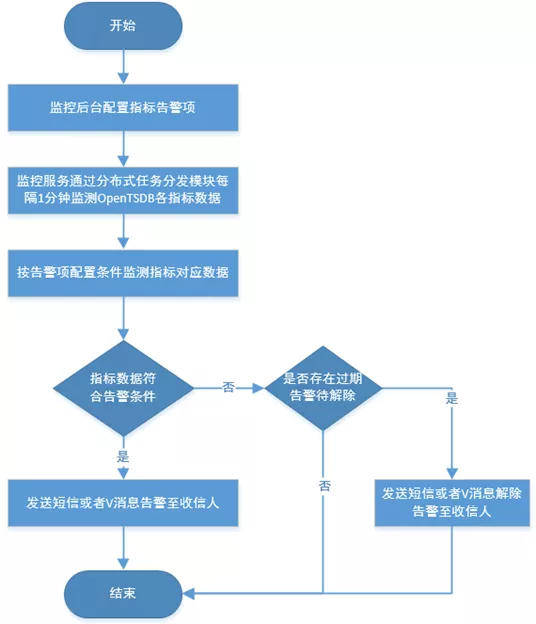 开始
监控后台配置指标告警项
监控服务通过分布式任务分发模块每
隔1分钟监测OpenTSDB各指标数据
按告警项配置条件监测指标对应数据
指标数据符
合告警条件
否
是否存在过期
告警待解除
是
是
否
发送短信或者V消息告警至收信人
发送短信或者V消息解除
告警至收信人
结束